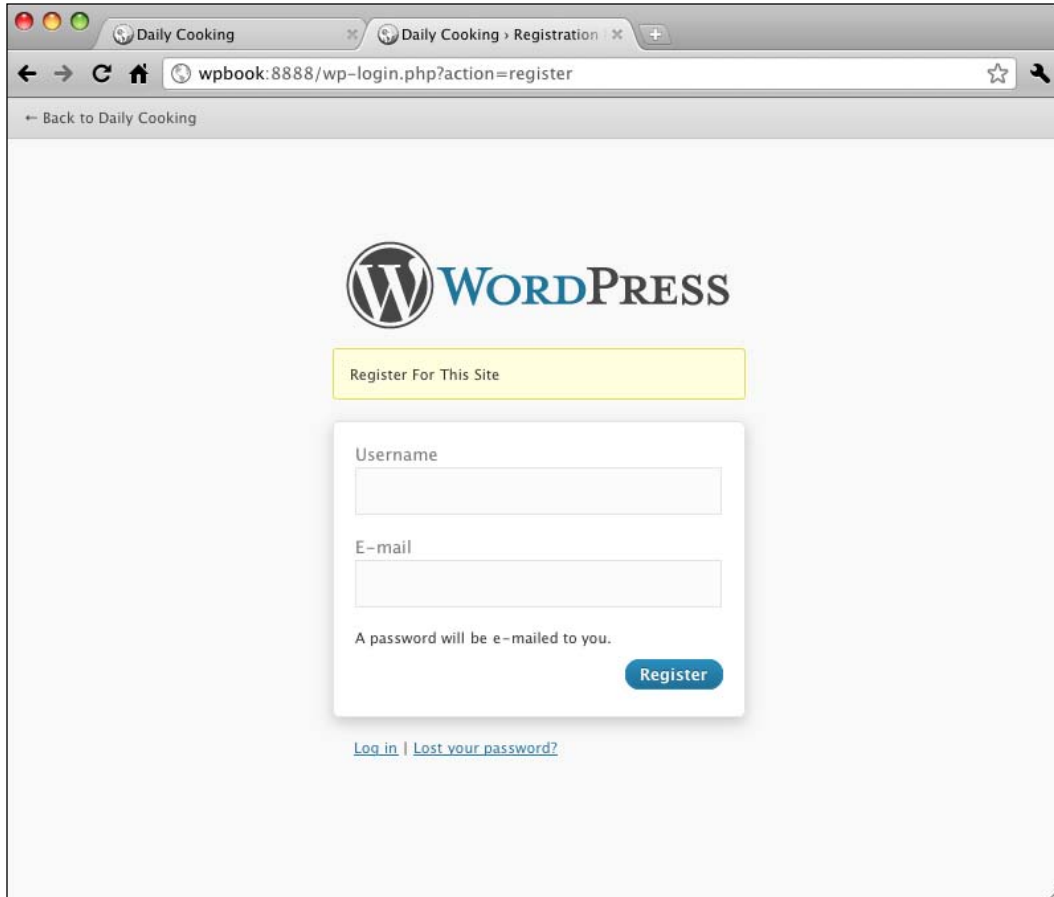 Daily Cooking
Daily Cooking › Registration
wpbook:8888/wp-login.php?action=register
← Back to Daily Cooking
WORDPRESS
Register For This Site
Username
E-mail
A password will be e-mailed to you.
Register
Log in | Lost your password?